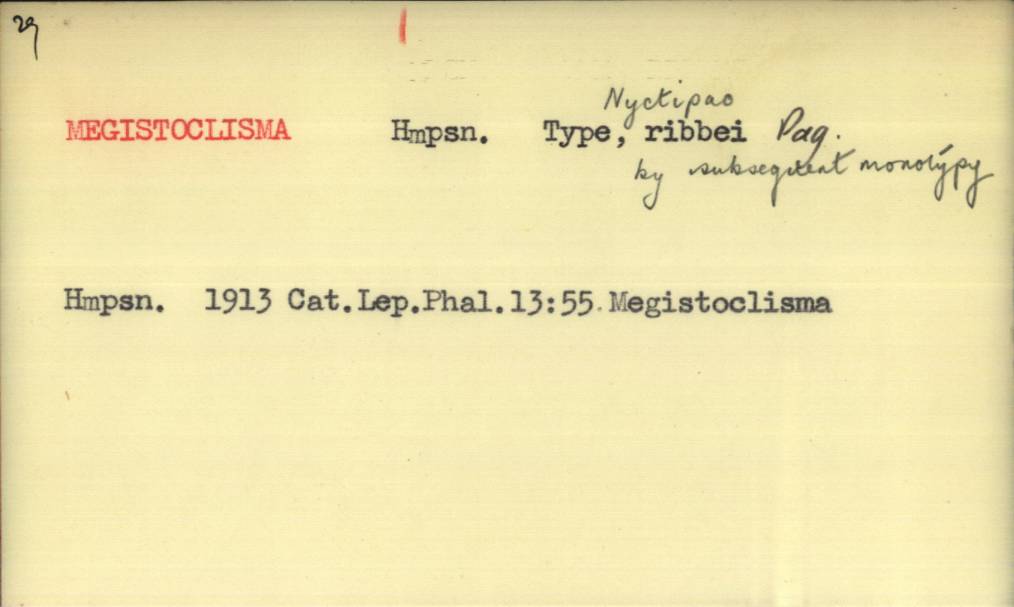 29
Nyctipao
MEGISTOCLISMA Hmpsn. Type, ribbei Pag.
by subsequent monotypy
Hmpsn. 1913 Cat.Lep.Phal.13:55. Megistoclisma